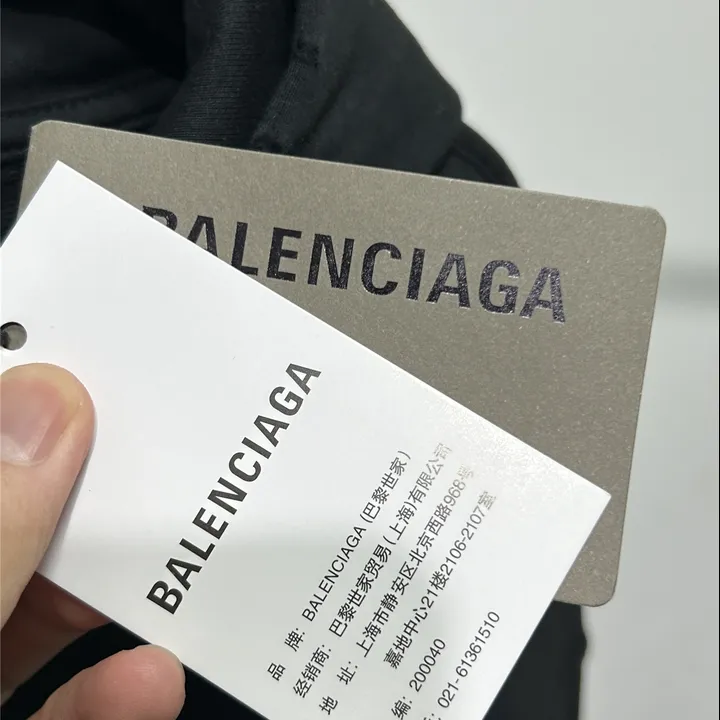 BALENCIAGA
BALENCIAGA
品 牌: BALENCIAGA (巴黎世家)
经销商: 巴黎世家贸易(上海)有限公司
地 址: 上海市静安区北京西路968号
嘉地中心21楼2106-2107室
编: 200040
: 021-61361510